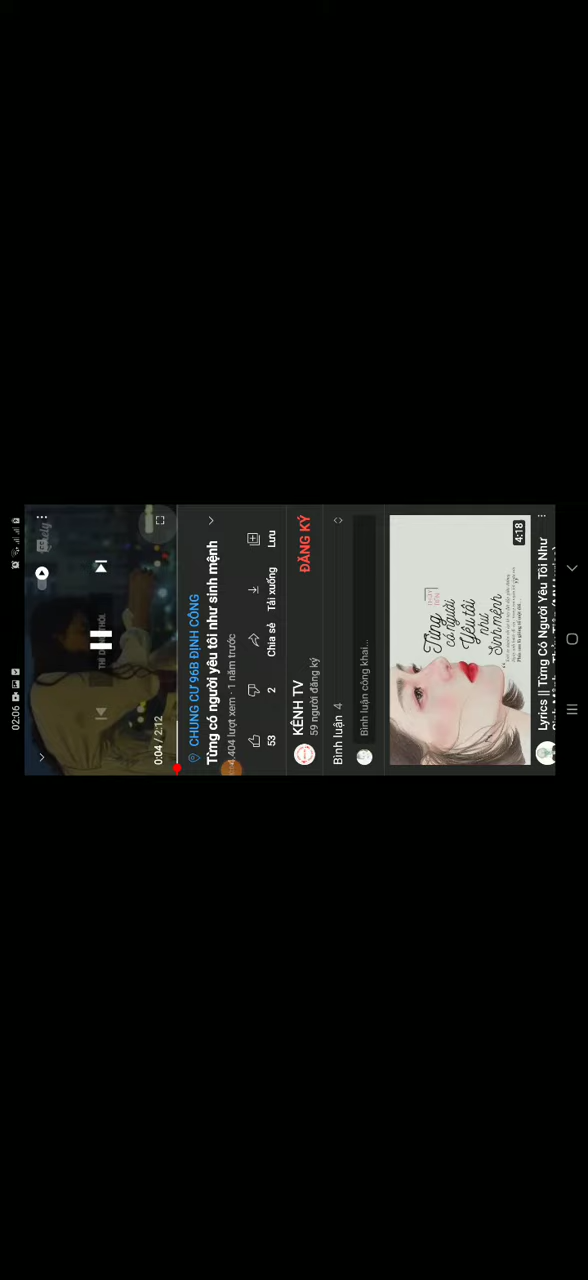 02:06
THÌ DỪNG THÔI
0:04 / 2:12
CHUNG CƯ 96B ĐỊNH CÔNG
Từng có người yêu tôi như sinh mệnh
4.404 lượt xem · 1 năm trước
53
2
Chia sẻ
Tải xuống
Lưu
KÊNH TV
59 người đăng ký
ĐĂNG KÝ
Bình luận 4
Bình luận công khai...
Từng
có người
Yêu tôi
như
Sinh mệnh
4:18
Lyrics || Từng Có Người Yêu Tôi Như